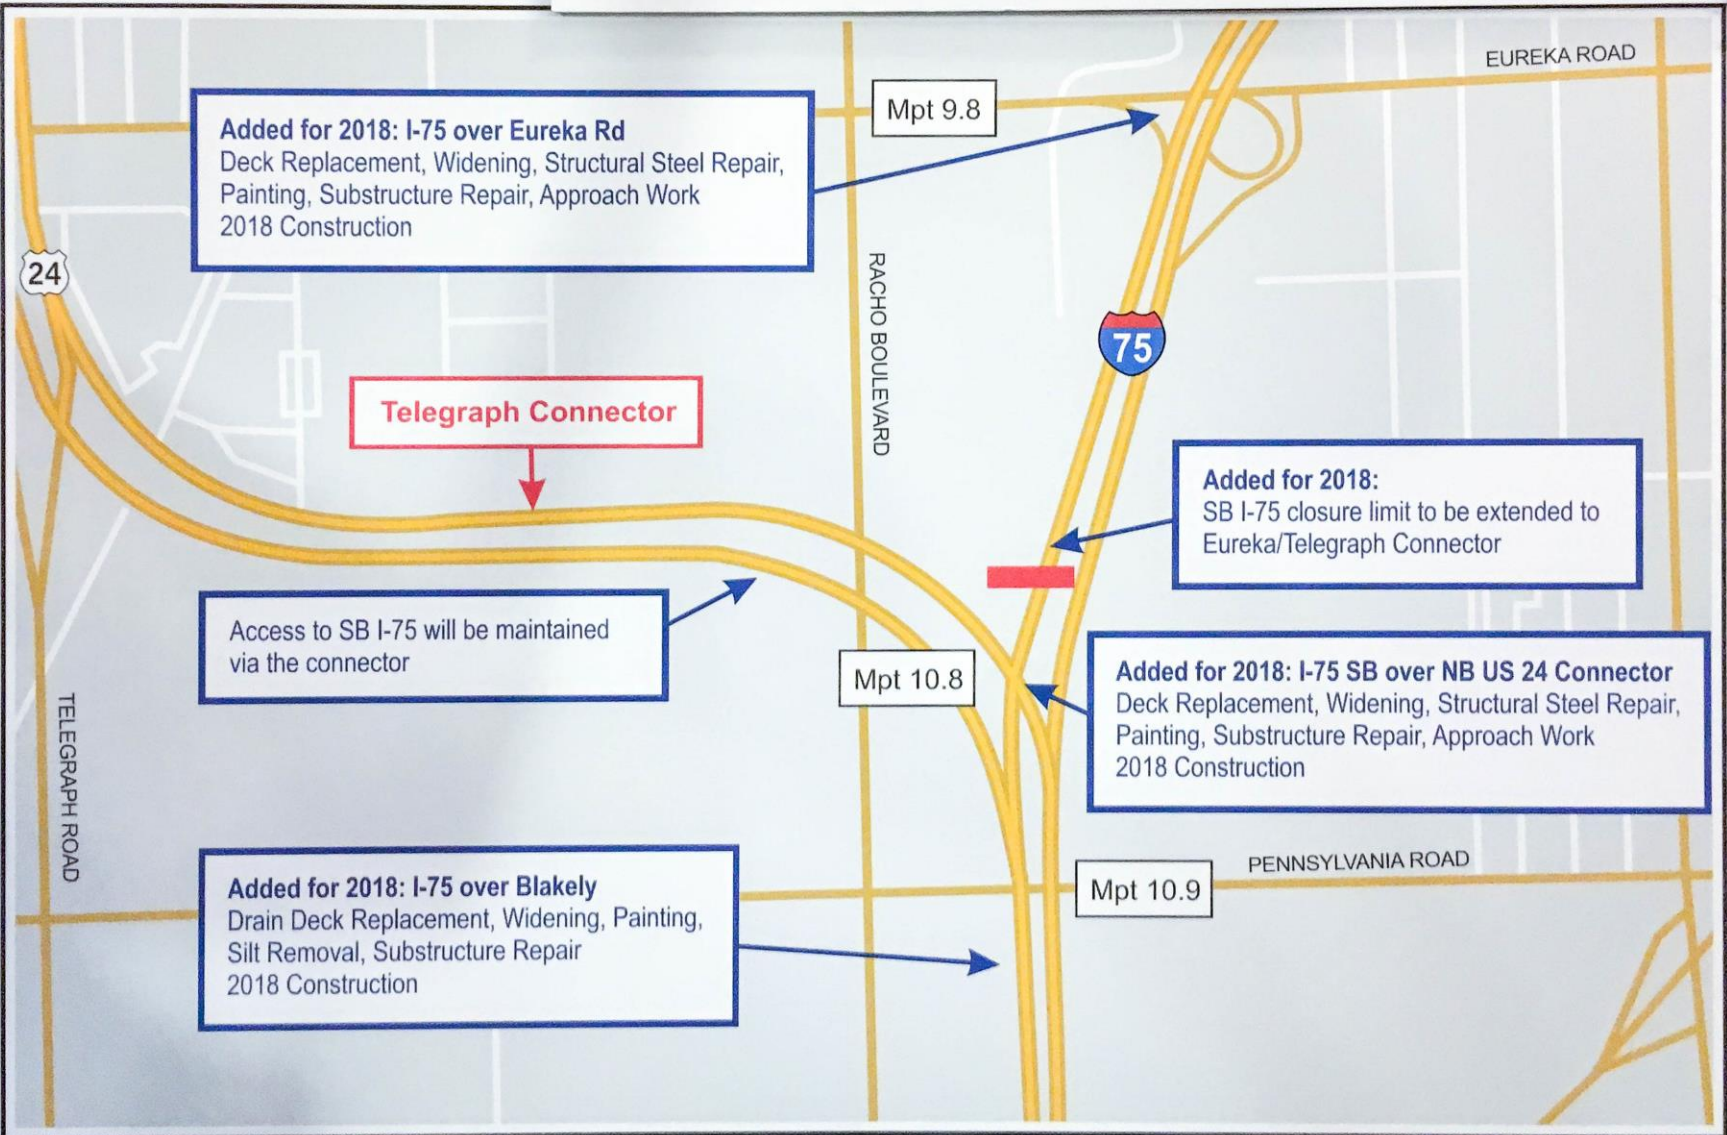 EUREKA ROAD
Mpt 9.8
Added for 2018: I-75 over Eureka Rd
Deck Replacement, Widening, Structural Steel Repair,
Painting, Substructure Repair, Approach Work
2018 Construction
24
RACHO BOULEVARD
75
Telegraph Connector
Added for 2018:
SB I-75 closure limit to be extended to
Eureka/Telegraph Connector
Access to SB I-75 will be maintained
via the connector
Mpt 10.8
Added for 2018: I-75 SB over NB US 24 Connector
Deck Replacement, Widening, Structural Steel Repair,
Painting, Substructure Repair, Approach Work
2018 Construction
TELEGRAPH ROAD
PENNSYLVANIA ROAD
Mpt 10.9
Added for 2018: I-75 over Blakely
Drain Deck Replacement, Widening, Painting,
Silt Removal, Substructure Repair
2018 Construction